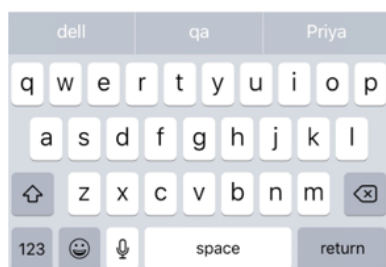 dell qa Priya
q w e r t y u i o p
a s d f g h j k l
z x c v b n m
123 space return